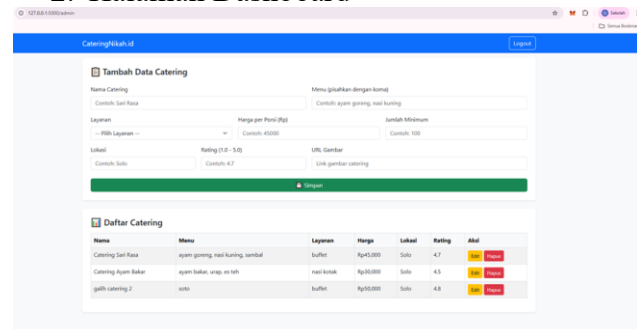 127.0.0.1:5000/admin
Sekolah
CateringNikah.id Logout
Tambah Data Catering
Nama Catering Menu (pisahkan dengan koma)
Contoh: Sari Rasa Contoh: ayam goreng, nasi kuning
Layanan Harga per Porsi (Rp) Jumlah Minimum
-- Pilih Layanan -- Contoh: 45000 Contoh: 100
Lokasi Rating (1.0 - 5.0) URL Gambar
Contoh: Solo Contoh: 4.7 Link gambar catering
Simpan
Daftar Catering
Nama Menu Layanan Harga Lokasi Rating Aksi
Catering Sari Rasa ayam goreng, nasi kuning, sambal buffet Rp45,000 Solo 4.7 Edit Hapus
Catering Ayam Bakar ayam bakar, urap, es teh nasi kotak Rp30,000 Solo 4.5 Edit Hapus
galih catering 2 soto buffet Rp50,000 Solo 4.8 Edit Hapus